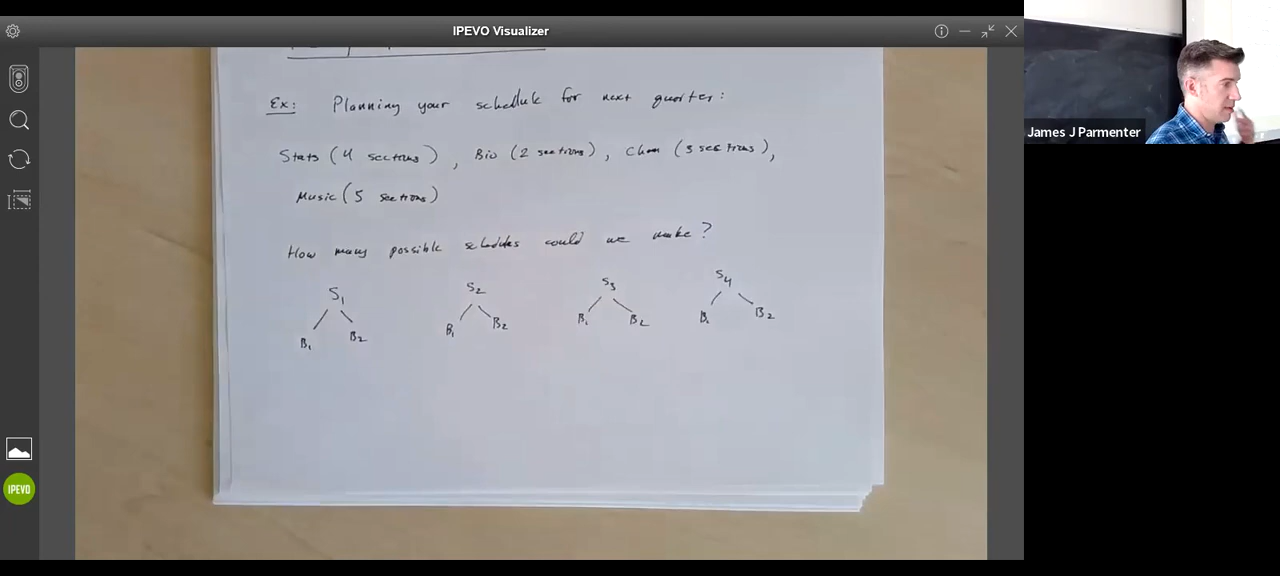 IPEVO Visualizer
Ex: Planning your schedule for next quarter:
Stats (4 sections), Bio (2 sections), Chem (3 sections),
Music (5 sections)
How many possible schedules could we make?
S1 S2 S3 S4
B1 B2 B1 B2 B1 B2 B1 B2
IPEVO
James J Parmenter